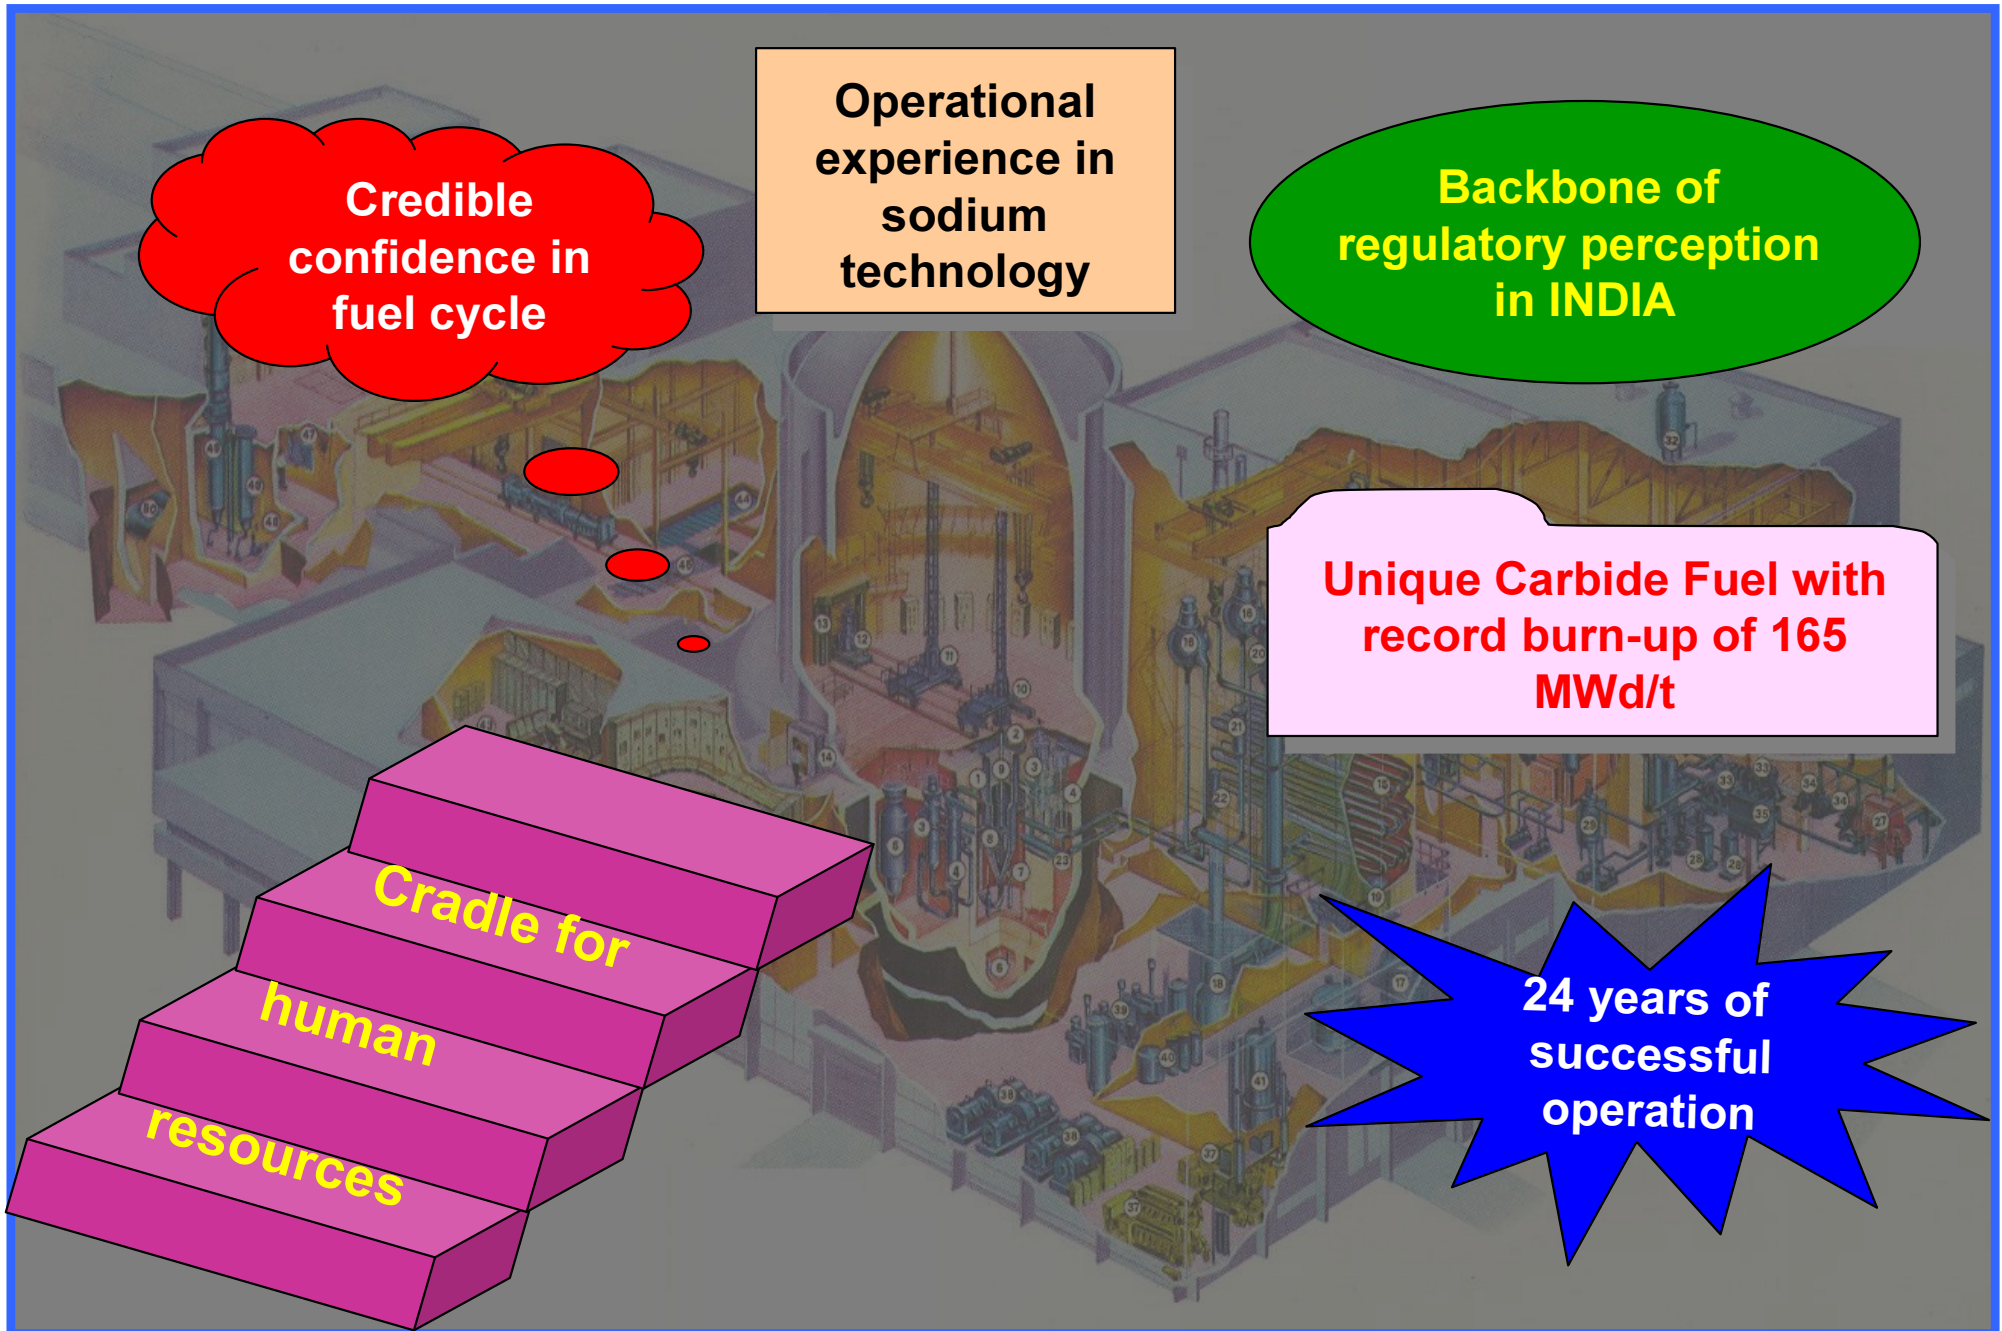 Operational
experience in
sodium
technology
Credible
confidence in
fuel cycle
Backbone of
regulatory perception
in INDIA
Unique Carbide Fuel with
record burn-up of 165
MWd/t
Cradle for
human
resources
24 years of
successful
operation